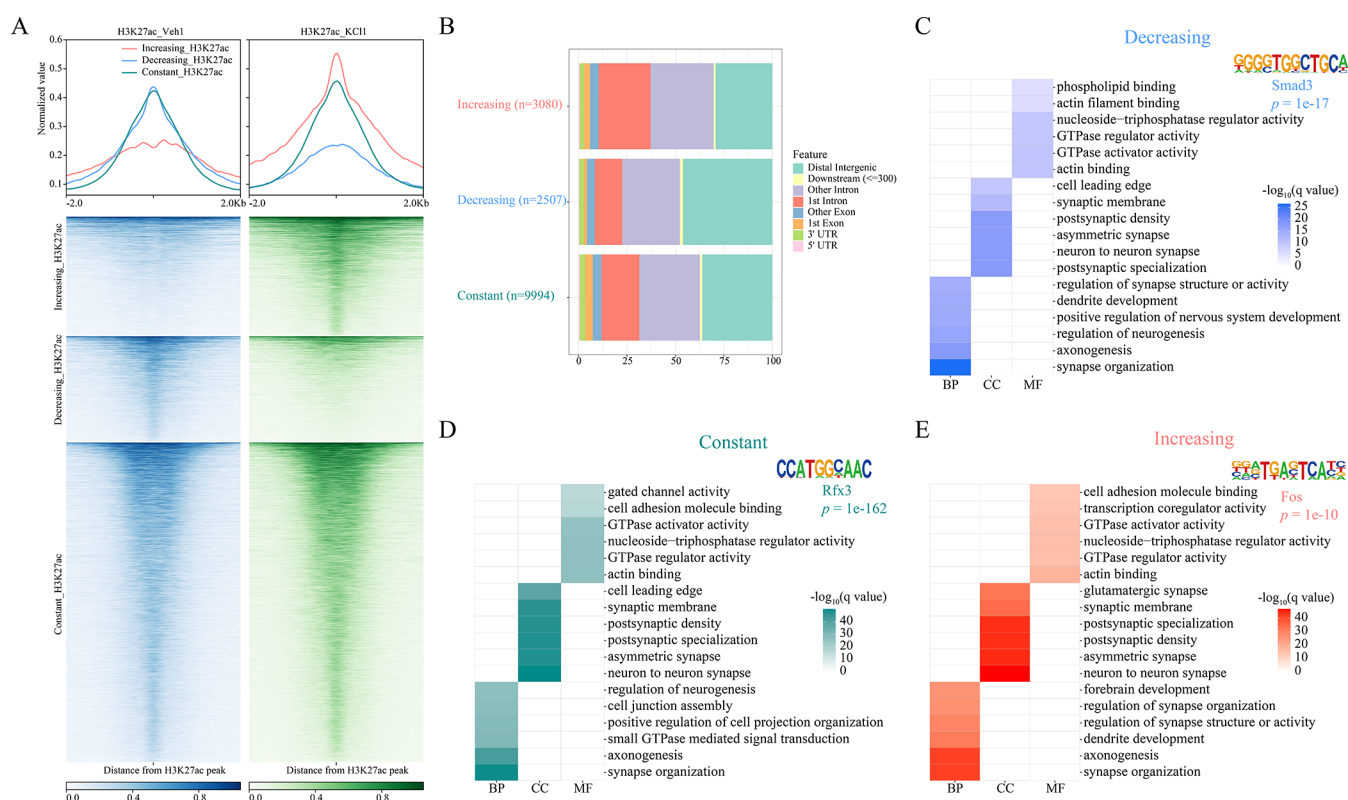 A
H3K27ac_Veh1
H3K27ac_KCl1
Normalized value
0.6
0.5
0.4
0.3
0.2
0.1
Increasing_H3K27ac
Decreasing_H3K27ac
Constant_H3K27ac
-2.0
2.0Kb
-2.0
2.0Kb
Increasing_H3K27ac
Decreasing_H3K27ac
Constant_H3K27ac
Distance from H3K27ac peak
Distance from H3K27ac peak
0.0
0.4
0.8
0.0
0.4
0.8
B
Increasing (n=3080)
Decreasing (n=2507)
Constant (n=9994)
0
25
50
75
100
Feature
Distal Intergenic
Downstream (<=300)
Other Intron
1st Intron
Other Exon
1st Exon
3' UTR
5' UTR
C
Decreasing
GGGGTGGCTGCA
Smad3
p = 1e-17
phospholipid binding
actin filament binding
nucleoside−triphosphatase regulator activity
GTPase regulator activity
GTPase activator activity
actin binding
cell leading edge
synaptic membrane
postsynaptic density
asymmetric synapse
neuron to neuron synapse
postsynaptic specialization
regulation of synapse structure or activity
dendrite development
positive regulation of nervous system development
regulation of neurogenesis
axonogenesis
synapse organization
BP
CC
MF
-log10(q value)
25
20
15
10
5
0
D
Constant
Rfx3
p = 1e-162
gated channel activity
cell adhesion molecule binding
GTPase activator activity
nucleoside−triphosphatase regulator activity
GTPase regulator activity
actin binding
cell leading edge
synaptic membrane
postsynaptic density
postsynaptic specialization
asymmetric synapse
neuron to neuron synapse
regulation of neurogenesis
cell junction assembly
positive regulation of cell projection organization
small GTPase mediated signal transduction
axonogenesis
synapse organization
BP
CC
MF
-log10(q value)
40
30
20
10
0
E
Increasing
Fos
p = 1e-10
cell adhesion molecule binding
transcription coregulator activity
GTPase activator activity
nucleoside−triphosphatase regulator activity
GTPase regulator activity
actin binding
glutamatergic synapse
synaptic membrane
postsynaptic specialization
postsynaptic density
asymmetric synapse
neuron to neuron synapse
forebrain development
regulation of synapse organization
regulation of synapse structure or activity
dendrite development
axonogenesis
synapse organization
BP
CC
MF
-log10(q value)
40
30
20
10
0